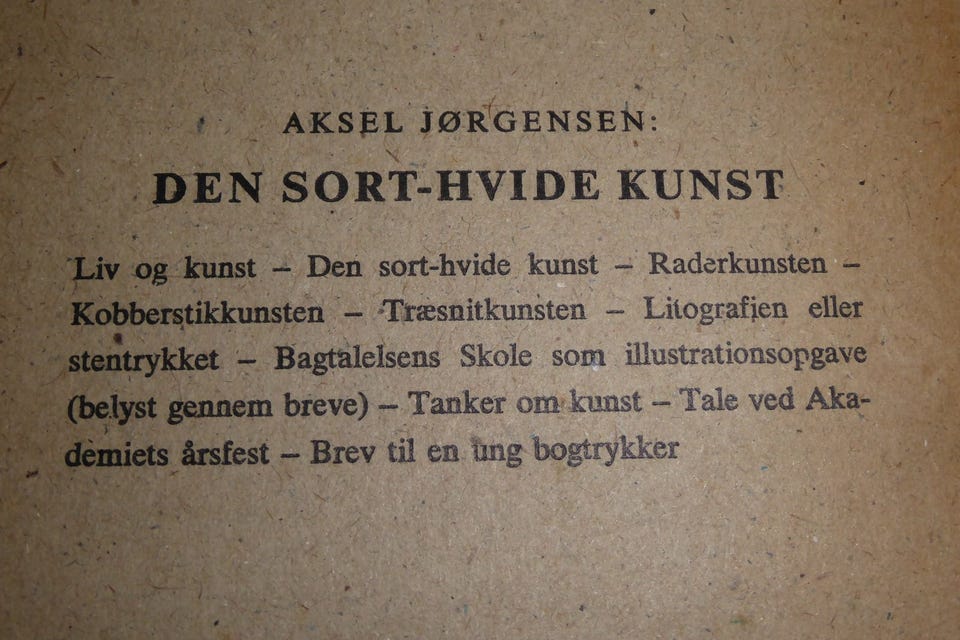 AKSEL JØRGENSEN:
DEN SORT-HVIDE KUNST
Liv og kunst – Den sort-hvide kunst – Raderkunsten –
Kobberstikkunsten – Træsnitkunsten – Litografien eller
stentrykket – Bagtalelsens Skole som illustrationsopgave
(belyst gennem breve) – Tanker om kunst – Tale ved Aka-
demiets årsfest – Brev til en ung bogtrykker